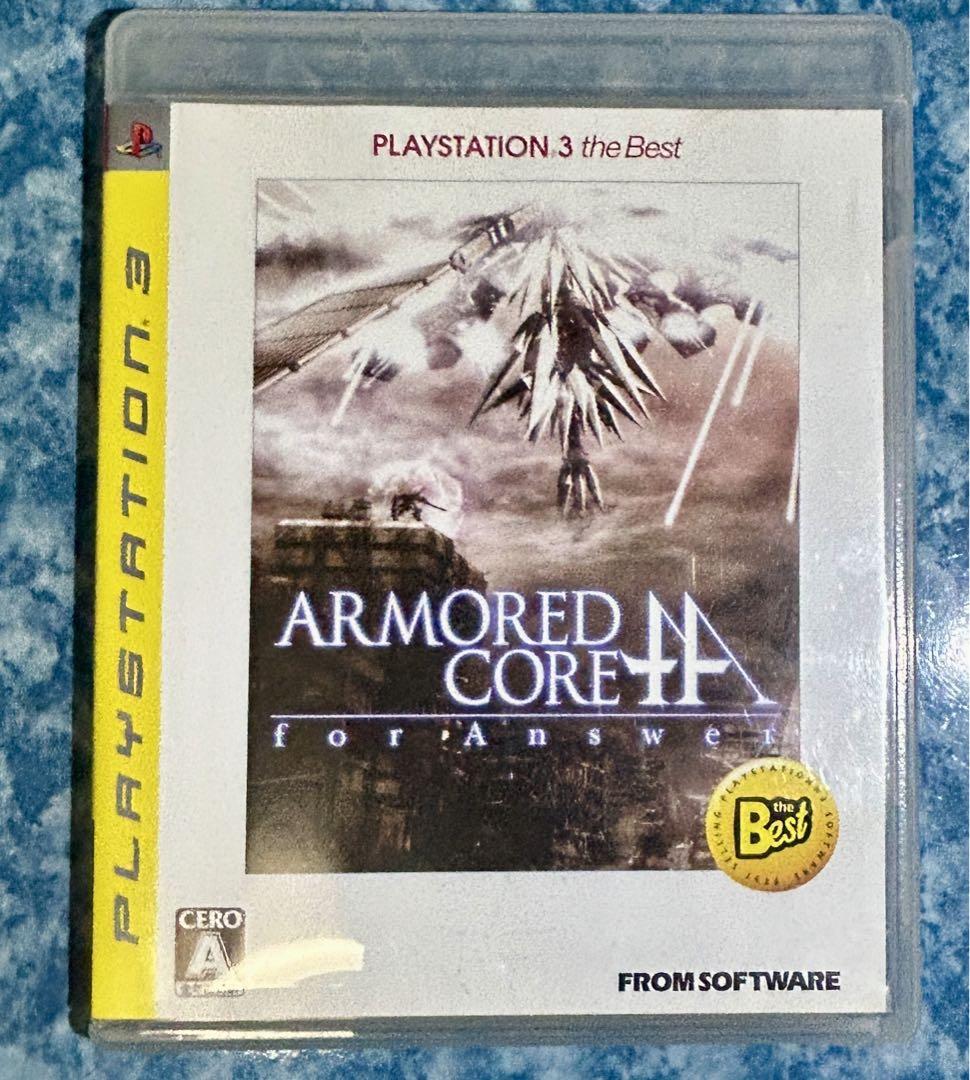 PLAYSTATION 3 the Best
PLAYSTATION 3
ARMORED
CORE
for Answer
the
Best
CERO
A
FROM SOFTWARE